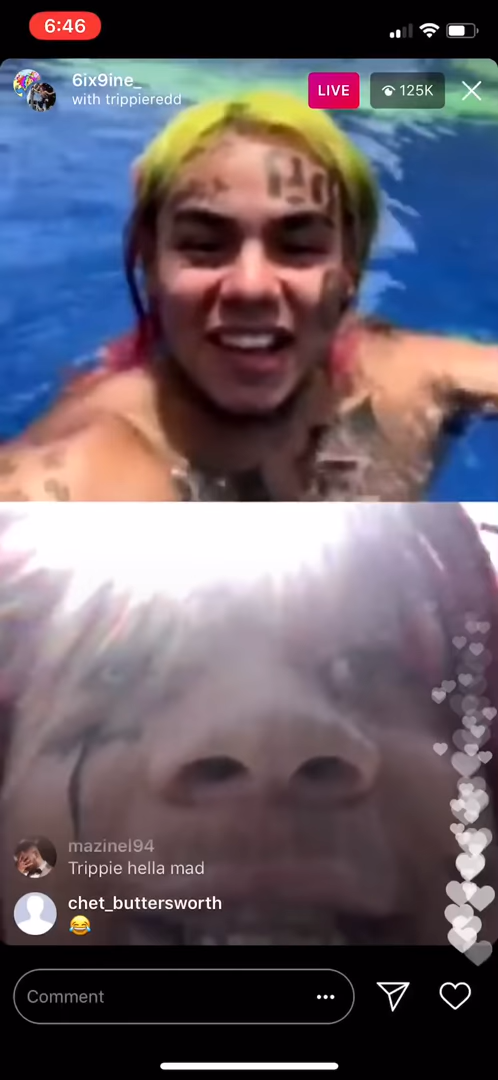 6:46
6ix9ine_
with trippieredd
LIVE
125K
mazinel94
Trippie hella mad
chet_buttersworth
😂
Comment